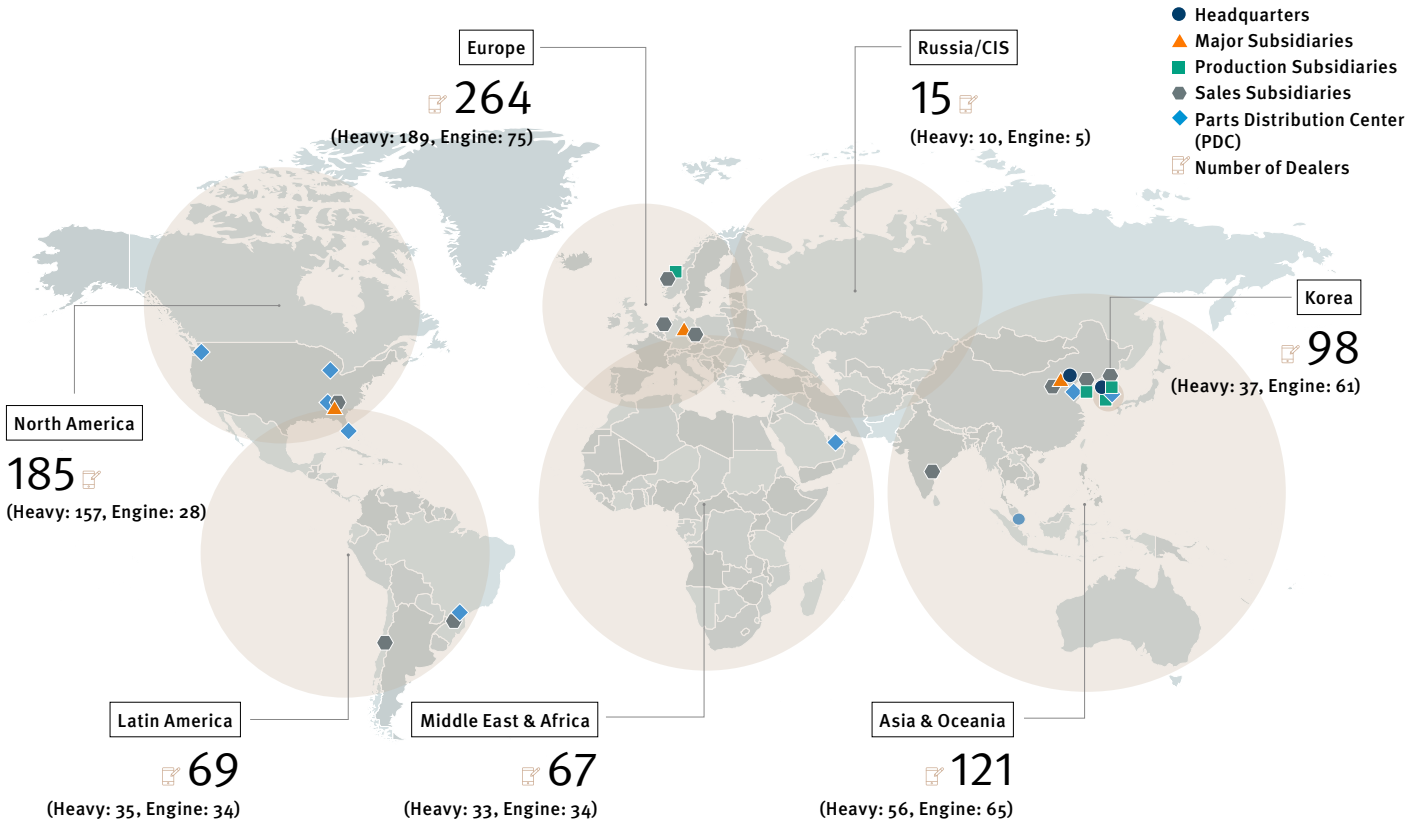 Headquarters
Major Subsidiaries
Production Subsidiaries
Sales Subsidiaries
Parts Distribution Center
(PDC)
Number of Dealers
Europe
264
(Heavy: 189, Engine: 75)
Russia/CIS
15
(Heavy: 10, Engine: 5)
Korea
98
(Heavy: 37, Engine: 61)
North America
185
(Heavy: 157, Engine: 28)
Latin America
69
(Heavy: 35, Engine: 34)
Middle East & Africa
67
(Heavy: 33, Engine: 34)
Asia & Oceania
121
(Heavy: 56, Engine: 65)